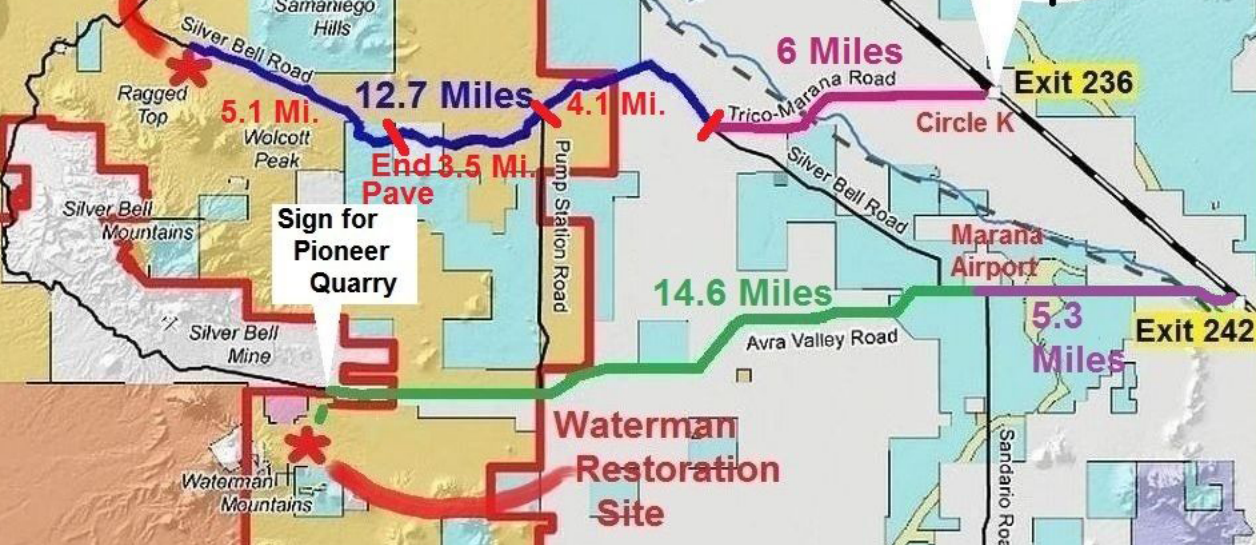 Samaniego
Hills
Silver Bell Road
6 Miles
Exit 236
Ragged
Top
5.1 Mi.
12.7 Miles
4.1 Mi.
Trico-Marana Road
Circle K
Wolcott
Peak
End 3.5 Mi.
Pave
Pump Station Road
Silver Bell Road
Silver Bell
Mountains
Sign for
Pioneer
Quarry
Marana
Airport
14.6 Miles
5.3
Miles
Exit 242
Silver Bell
Mine
Avra Valley Road
Waterman
Restoration
Site
Waterman
Mountains
Sandario Roa